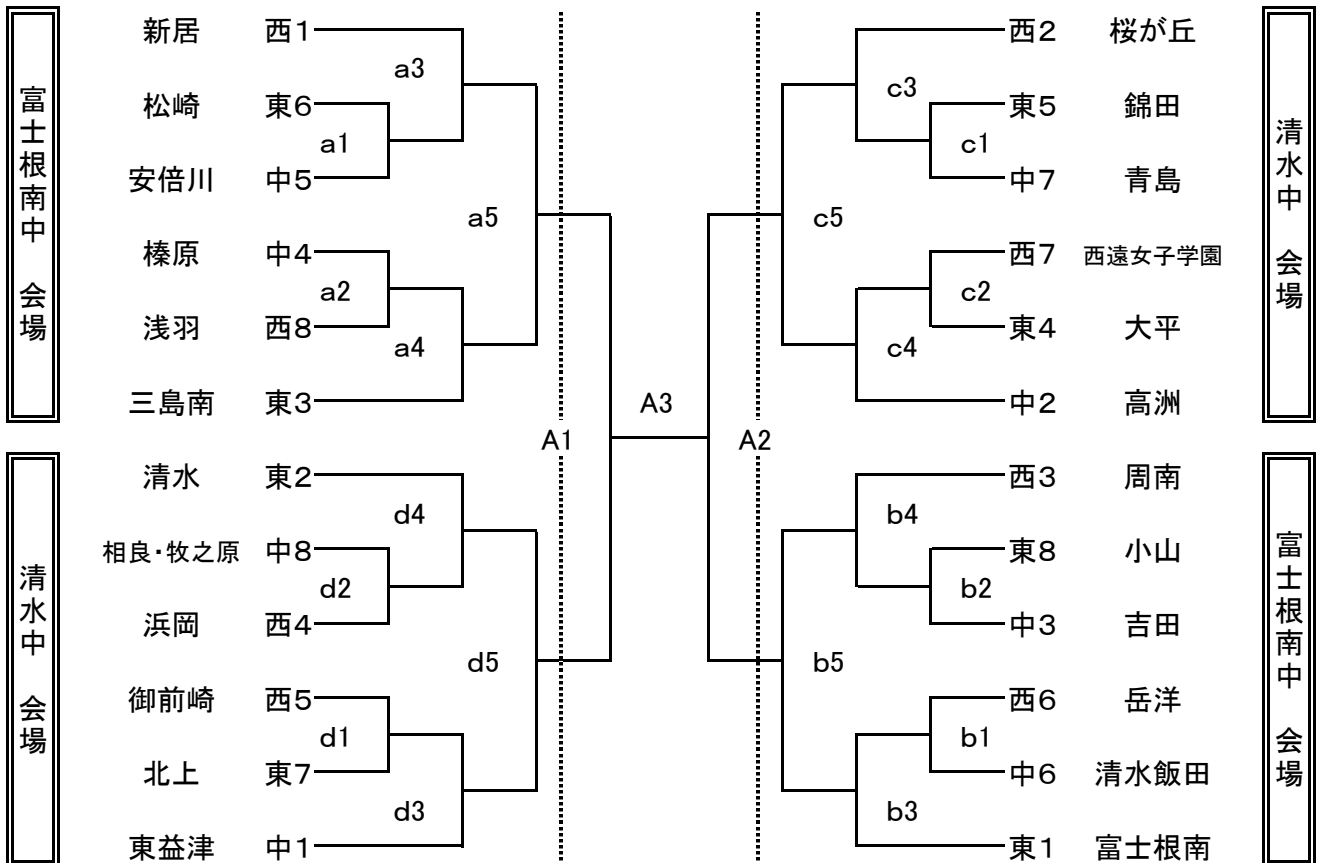 富士根南中 会場
新居 西1
a3
松崎 東6
a1
安倍川 中5
a5
榛原 中4
a2
浅羽 西8
a4
三島南 東3
A1
清水中 会場
清水 東2
d4
相良・牧之原 中8
d2
浜岡 西4
d5
御前崎 西5
d1
北上 東7
d3
東益津 中1
A3
A2
西2 桜が丘
c3
東5 錦田
c1
中7 青島
c5
西7 西遠女子学園
c2
東4 大平
c4
中2 高洲
清水中 会場
西3 周南
b4
東8 小山
b2
中3 吉田
b5
西6 岳洋
b1
中6 清水飯田
b3
東1 富士根南
富士根南中 会場